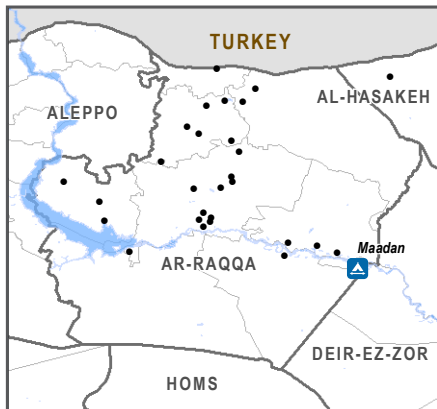 TURKEY
AL-HASAKEH
ALEPPO
Maadan
AR-RAQQA
DEIR-EZ-ZOR
HOMS